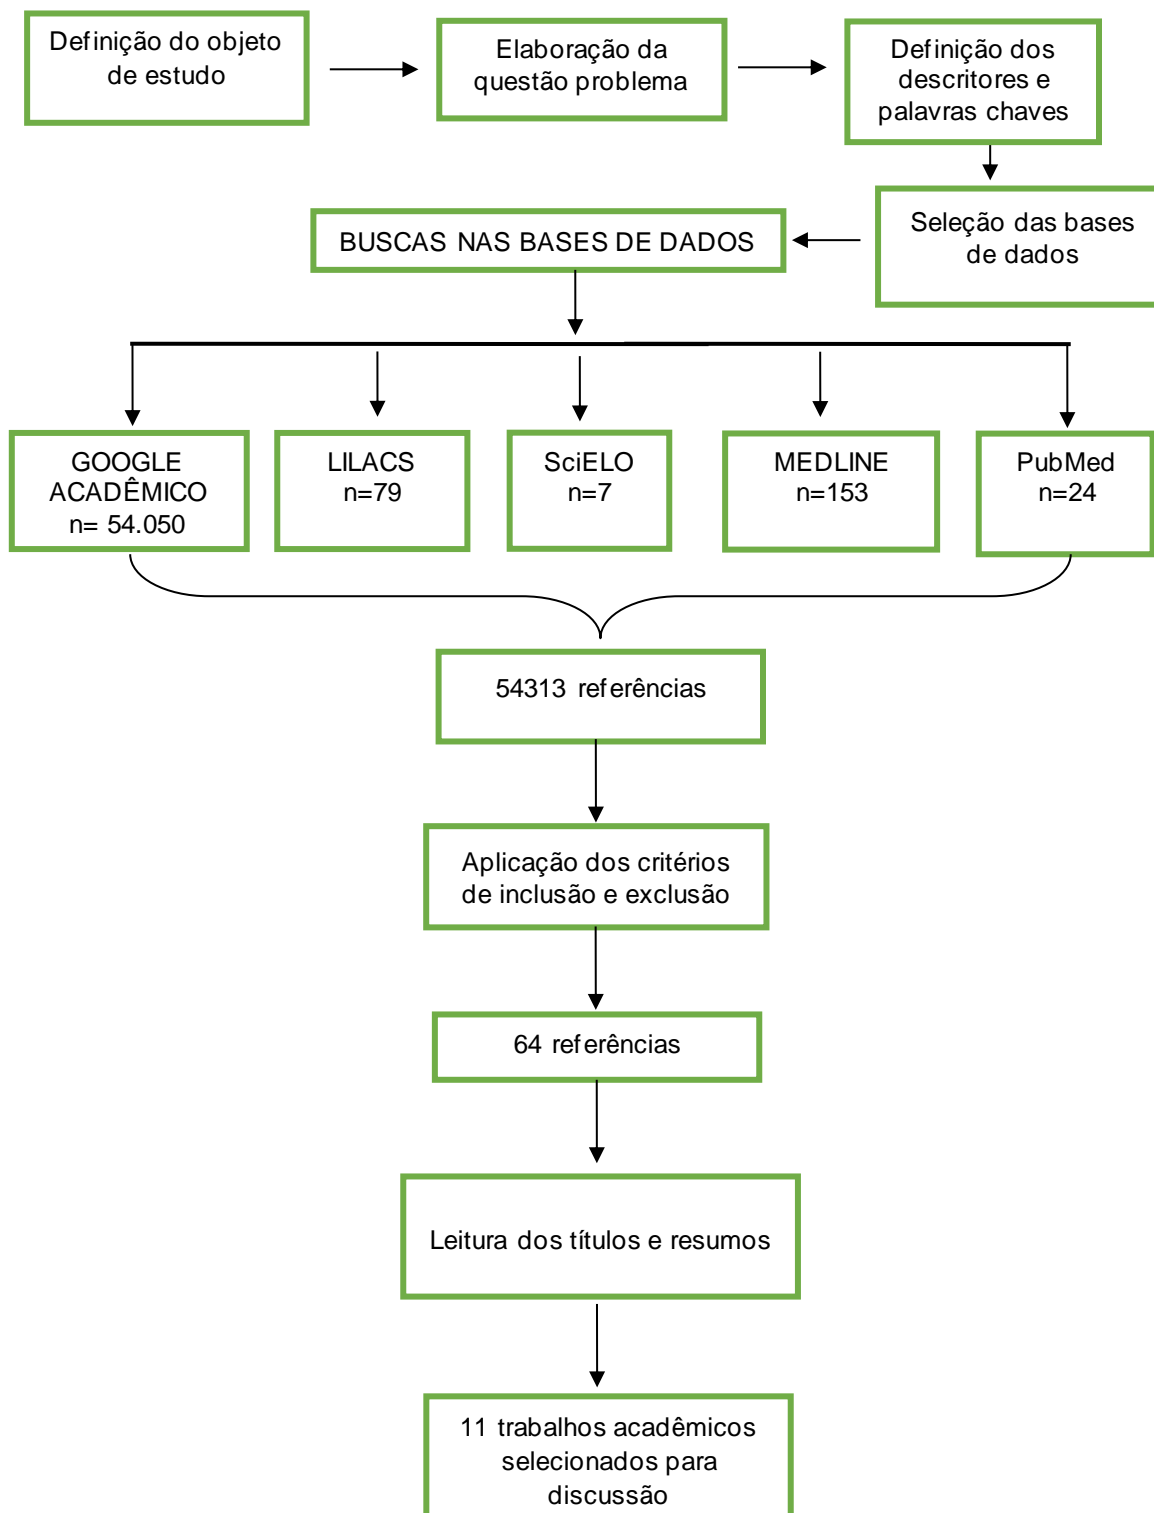 Definição do objeto
de estudo
Elaboração da
questão problema
Definição dos
descritores e
palavras chaves
Seleção das bases
de dados
BUSCAS NAS BASES DE DADOS
GOOGLE
ACADÊMICO
n= 54.050
LILACS
n=79
SciELO
n=7
MEDLINE
n=153
PubMed
n=24
54313 referências
Aplicação dos critérios
de inclusão e exclusão
64 referências
Leitura dos títulos e resumos
11 trabalhos acadêmicos
selecionados para
discussão